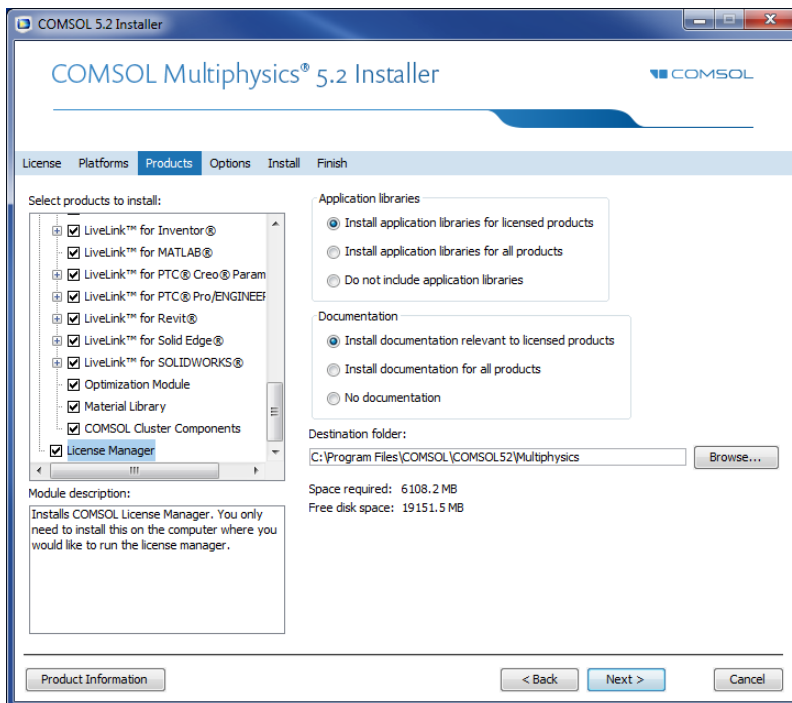 COMSOL 5.2 Installer
COMSOL Multiphysics® 5.2 Installer
COMSOL
License Platforms Products Options Install Finish
Select products to install:
LiveLink™ for Inventor®
LiveLink™ for MATLAB®
LiveLink™ for PTC® Creo® Param
LiveLink™ for PTC® Pro/ENGINEER
LiveLink™ for Revit®
LiveLink™ for Solid Edge®
LiveLink™ for SOLIDWORKS®
Optimization Module
Material Library
COMSOL Cluster Components
License Manager
Module description:
Installs COMSOL License Manager. You only
need to install this on the computer where you
would like to run the license manager.
Application libraries
Install application libraries for licensed products
Install application libraries for all products
Do not include application libraries
Documentation
Install documentation relevant to licensed products
Install documentation for all products
No documentation
Destination folder:
C:\Program Files\COMSOL\COMSOL52\Multiphysics
Browse...
Space required: 6108.2 MB
Free disk space: 19151.5 MB
Product Information
< Back
Next >
Cancel